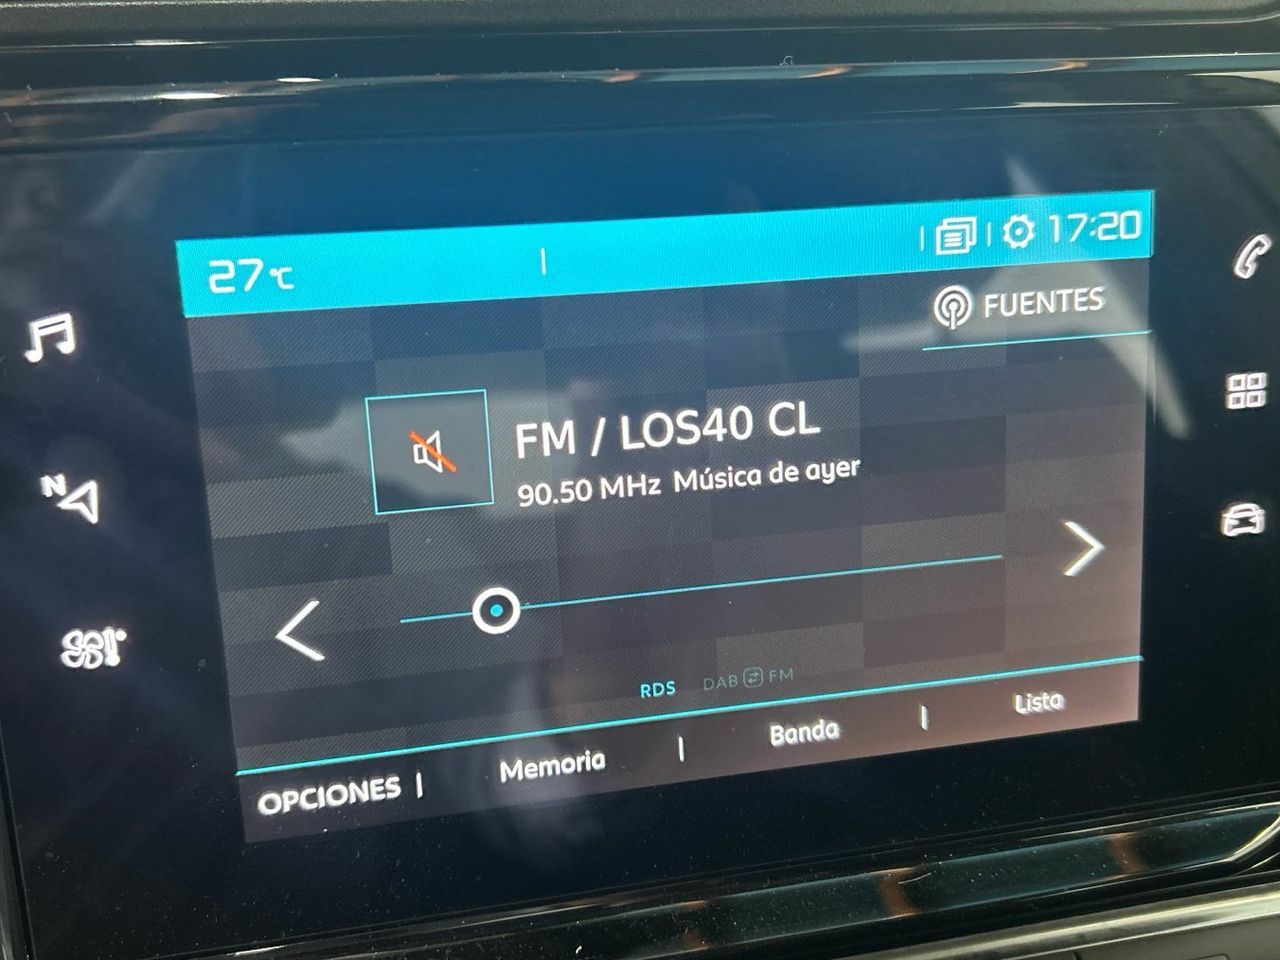 27°C
17:20
FUENTES
FM / LOS40 CL
90.50 MHz Música de ayer
N
RDS DAB FM
OPCIONES Memoria Banda Lista